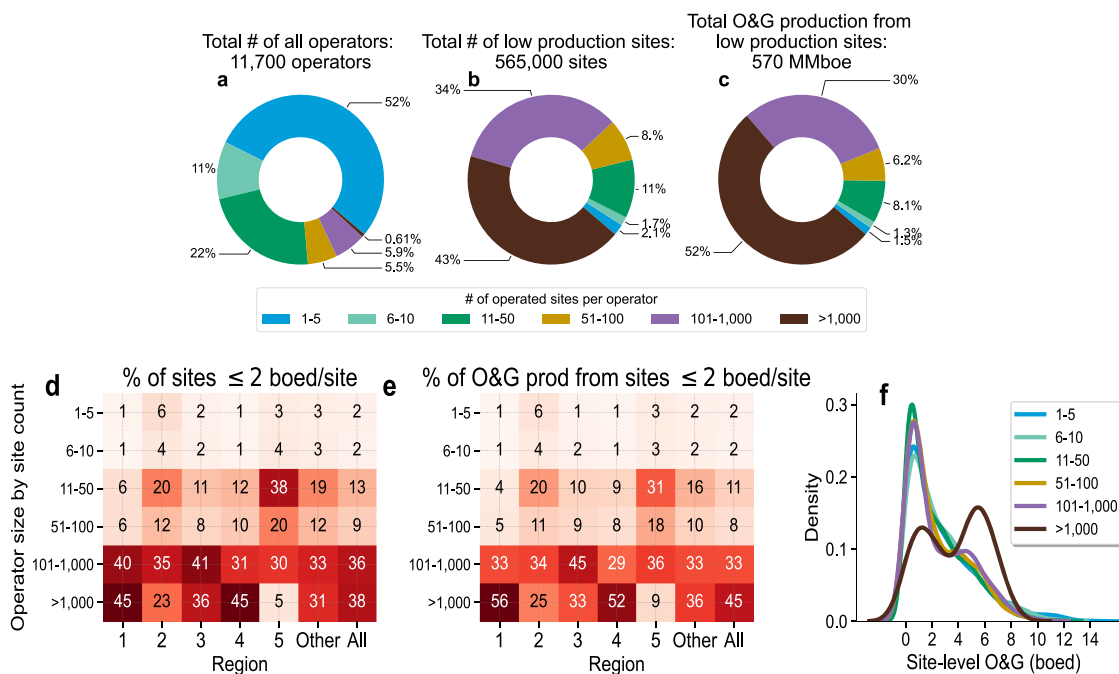 Total # of all operators:
11,700 operators
a
52%
11%
22%
0.61%
5.9%
5.5%
Total # of low production sites:
565,000 sites
b
34%
8.%
11%
1.7%
2.1%
43%
Total O&G production from
low production sites:
570 MMboe
c
30%
6.2%
8.1%
1.3%
1.5%
52%
# of operated sites per operator
1-5 6-10 11-50 51-100 101-1,000 >1,000
d % of sites ≤ 2 boed/site
Operator size by site count
1-5 1 6 2 1 3 3 2
6-10 1 4 2 1 4 3 2
11-50 6 20 11 12 38 19 13
51-100 6 12 8 10 20 12 9
101-1,000 40 35 41 31 30 33 36
>1,000 45 23 36 45 5 31 38
1 2 3 4 5 Other All
Region
e % of O&G prod from sites ≤ 2 boed/site
1-5 1 6 1 1 3 2 2
6-10 1 4 2 1 3 2 2
11-50 4 20 10 9 31 16 11
51-100 5 11 9 8 18 10 8
101-1,000 33 34 45 29 36 33 33
>1,000 56 25 33 52 9 36 45
1 2 3 4 5 Other All
Region
f
Density
0.3
0.2
0.1
0.0
0 2 4 6 8 10 12 14
Site-level O&G (boed)
1-5
6-10
11-50
51-100
101-1,000
>1,000